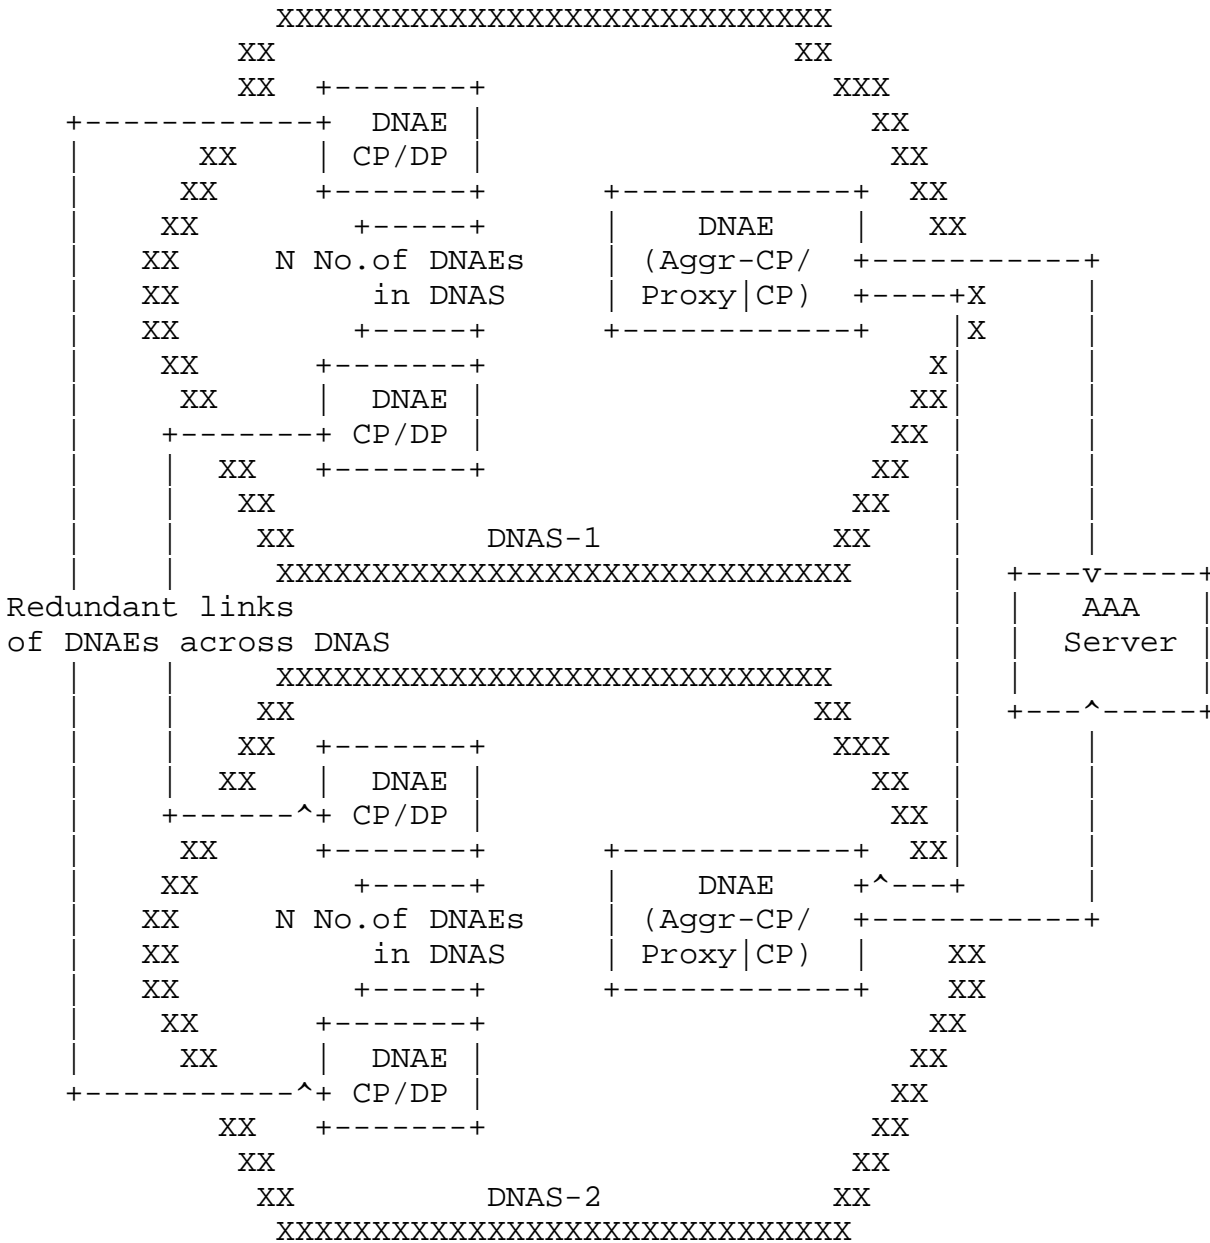 DNAE
CP/DP
DNAE
N No.of DNAEs
(Aggr-CP/
in DNAS
Proxy|CP)
DNAE
CP/DP
DNAS-1
Redundant links
AAA
of DNAEs across DNAS
Server
DNAE
CP/DP
DNAE
N No.of DNAEs
(Aggr-CP/
in DNAS
Proxy|CP)
DNAE
CP/DP
DNAS-2